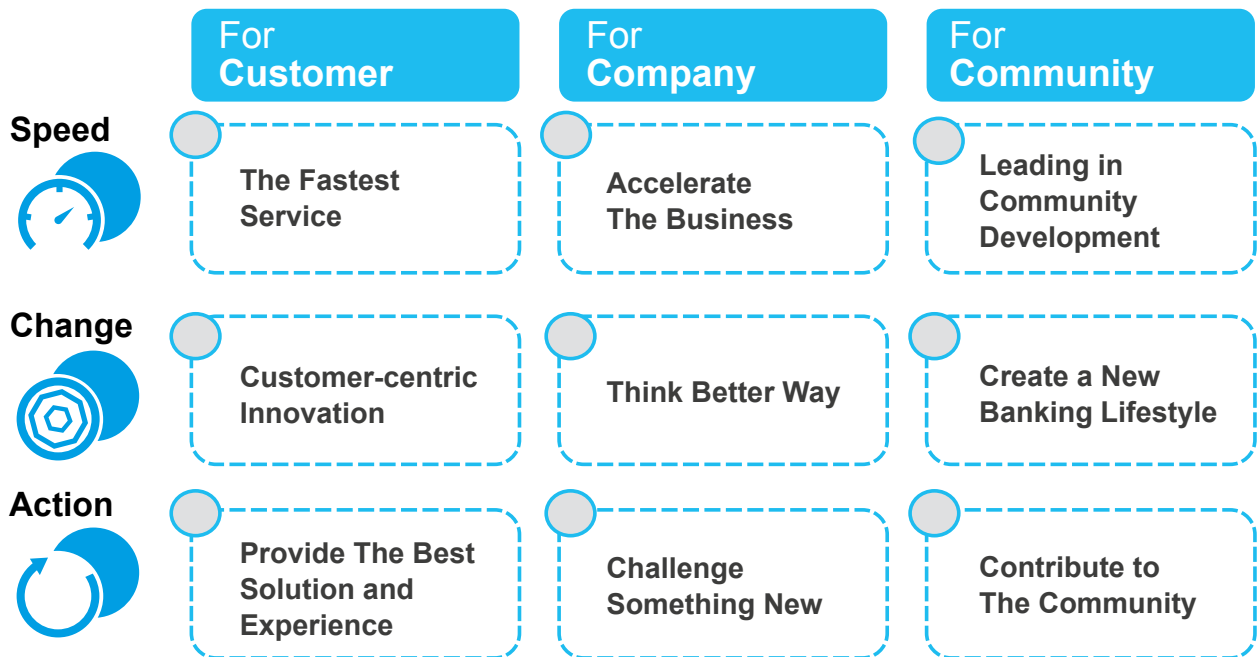 For
Customer
For
Company
For
Community
Speed
The Fastest
Service
Accelerate
The Business
Leading in
Community
Development
Change
Customer-centric
Innovation
Think Better Way
Create a New
Banking Lifestyle
Action
Provide The Best
Solution and
Experience
Challenge
Something New
Contribute to
The Community